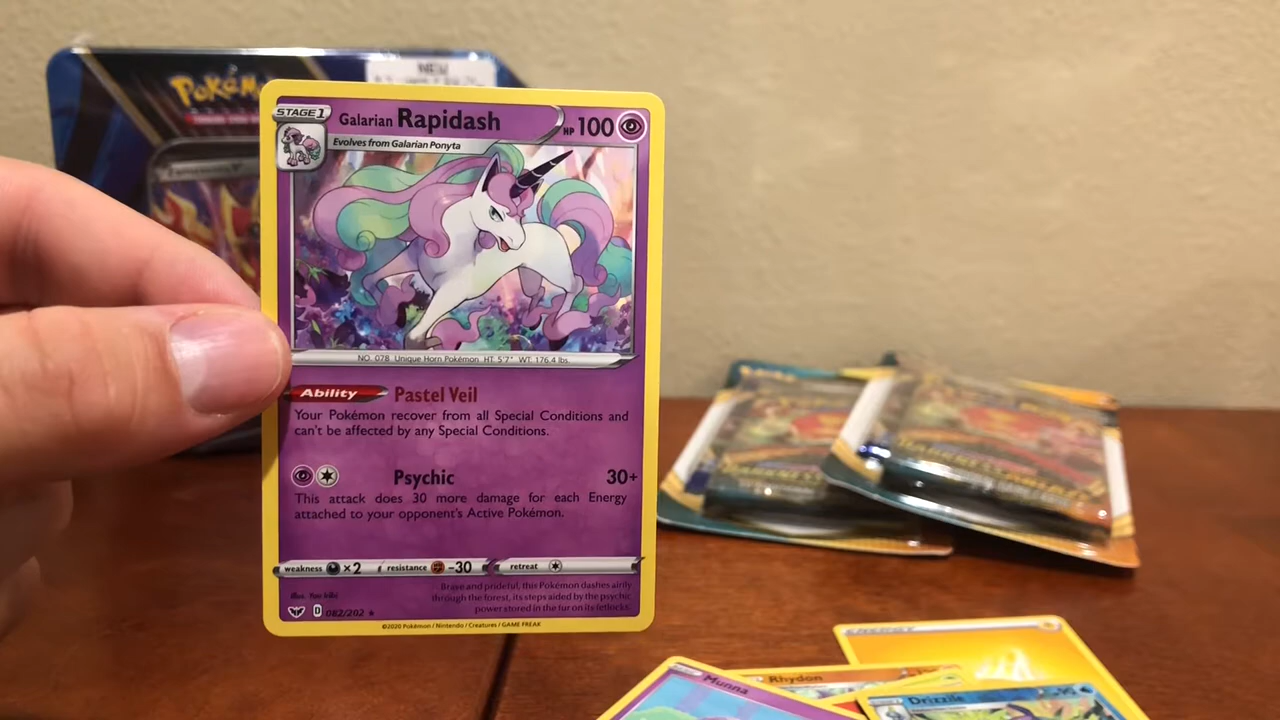 Pokémon
NEW
STAGE 1
Galarian Rapidash
HP 100
Evolves from Galarian Ponyta
NO. 078 Unique Horn Pokémon HT: 5'7" WT: 176.4 lbs.
Ability Pastel Veil
Your Pokémon recover from all Special Conditions and
can't be affected by any Special Conditions.
Psychic 30+
This attack does 30 more damage for each Energy
attached to your opponent's Active Pokémon.
weakness ×2 resistance -30 retreat
Brave and prideful, this Pokémon dashes airily
through the forest, its steps aided by the psychic
power stored in the fur on its fetlocks.
Illus.
D 082/202
©2020 Pokémon / Nintendo / Creatures / GAME FREAK
ENERGY
Rhydon
Munna
Drizzile
90